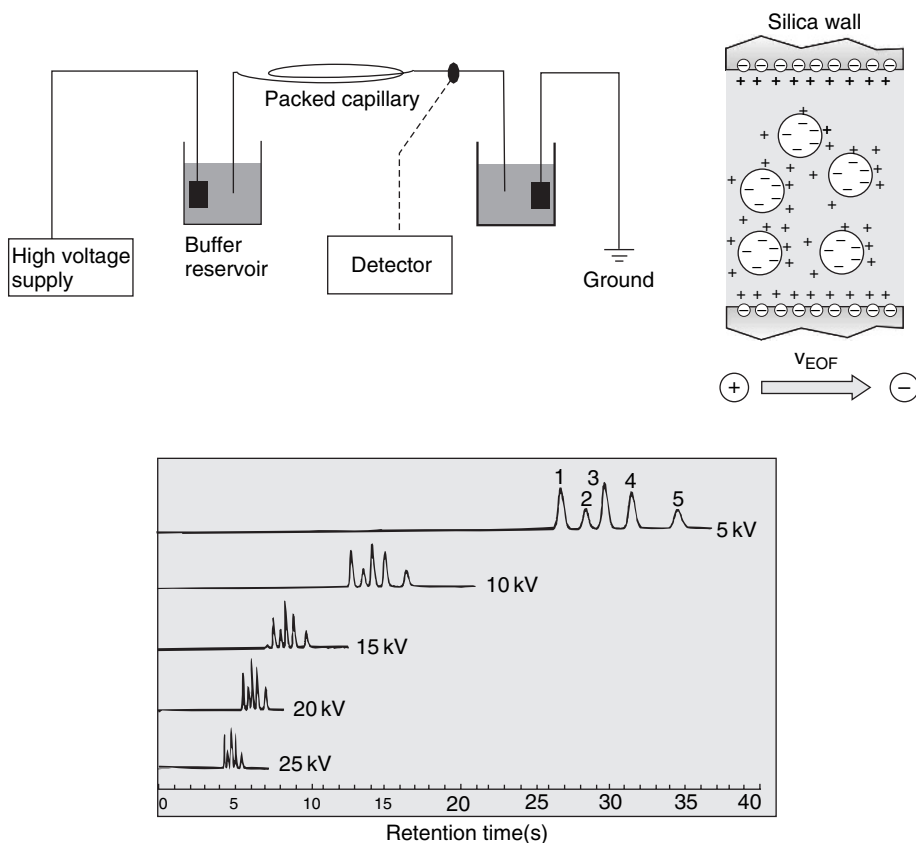 Packed capillary
High voltage
supply
Buffer
reservoir
Detector
Ground
Silica wall
− − − − − − − − −
+ + + + + + + + +
+ + + + + + + + +
− − − − − − − − −
vEOF
+ −
1 2 3 4 5
5 kV
10 kV
15 kV
20 kV
25 kV
0 5 10 15 20 25 30 35 40
Retention time(s)